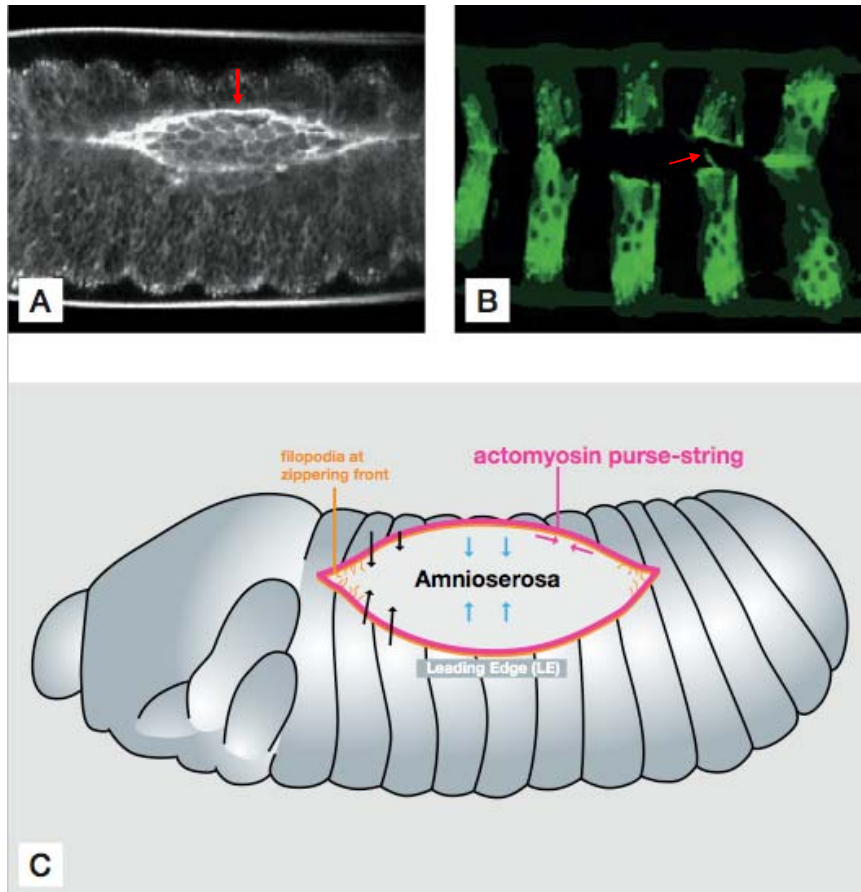 A
B
filopodia at
zippering front
actomyosin purse-string
Amnioserosa
Leading Edge (LE)
C